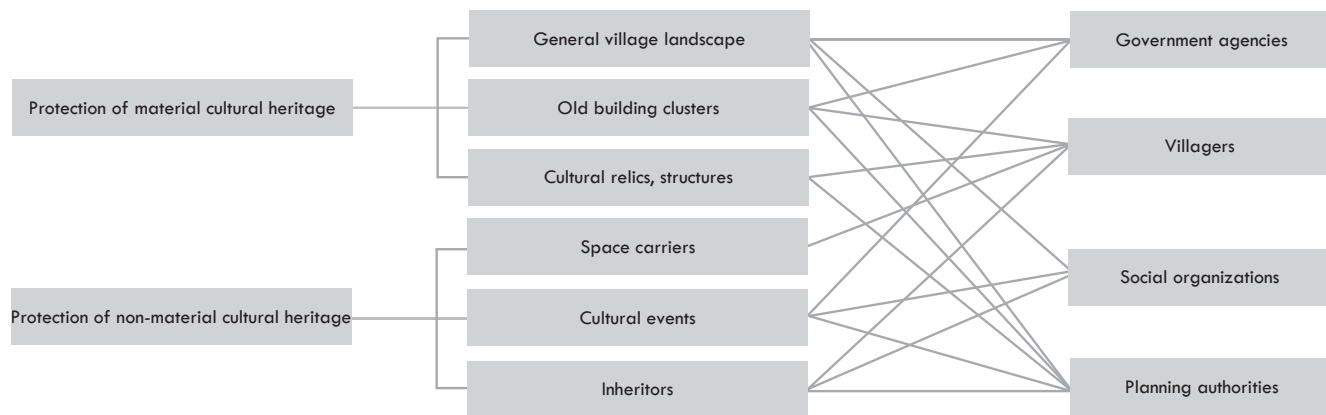 General village landscape
Government agencies
Protection of material cultural heritage
Old building clusters
Villagers
Cultural relics, structures
Space carriers
Social organizations
Protection of non-material cultural heritage
Cultural events
Inheritors
Planning authorities